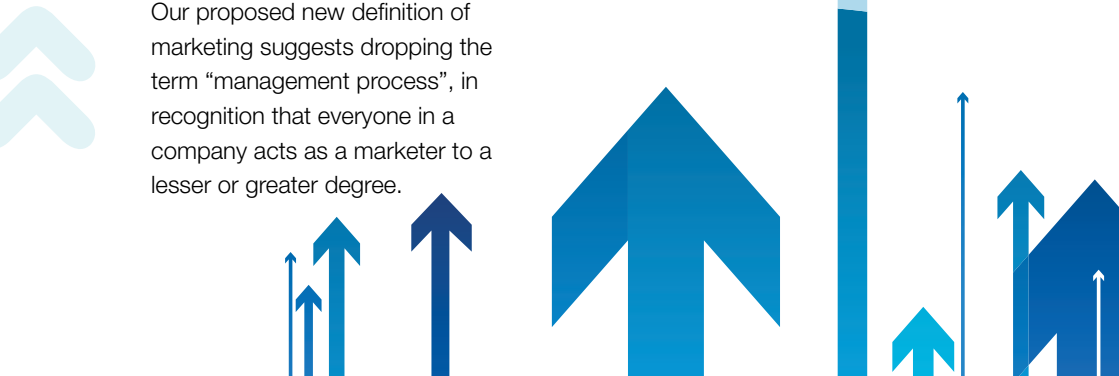 Our proposed new definition of
marketing suggests dropping the
term “management process”, in
recognition that everyone in a
company acts as a marketer to a
lesser or greater degree.